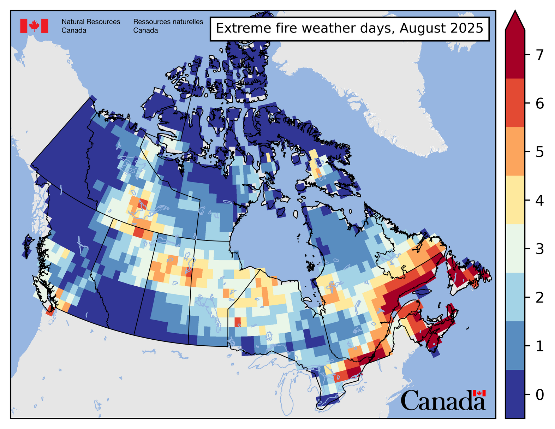 Natural Resources Ressources naturelles
Canada Canada
Extreme fire weather days, August 2025
7
6
5
4
3
2
1
0
Canada